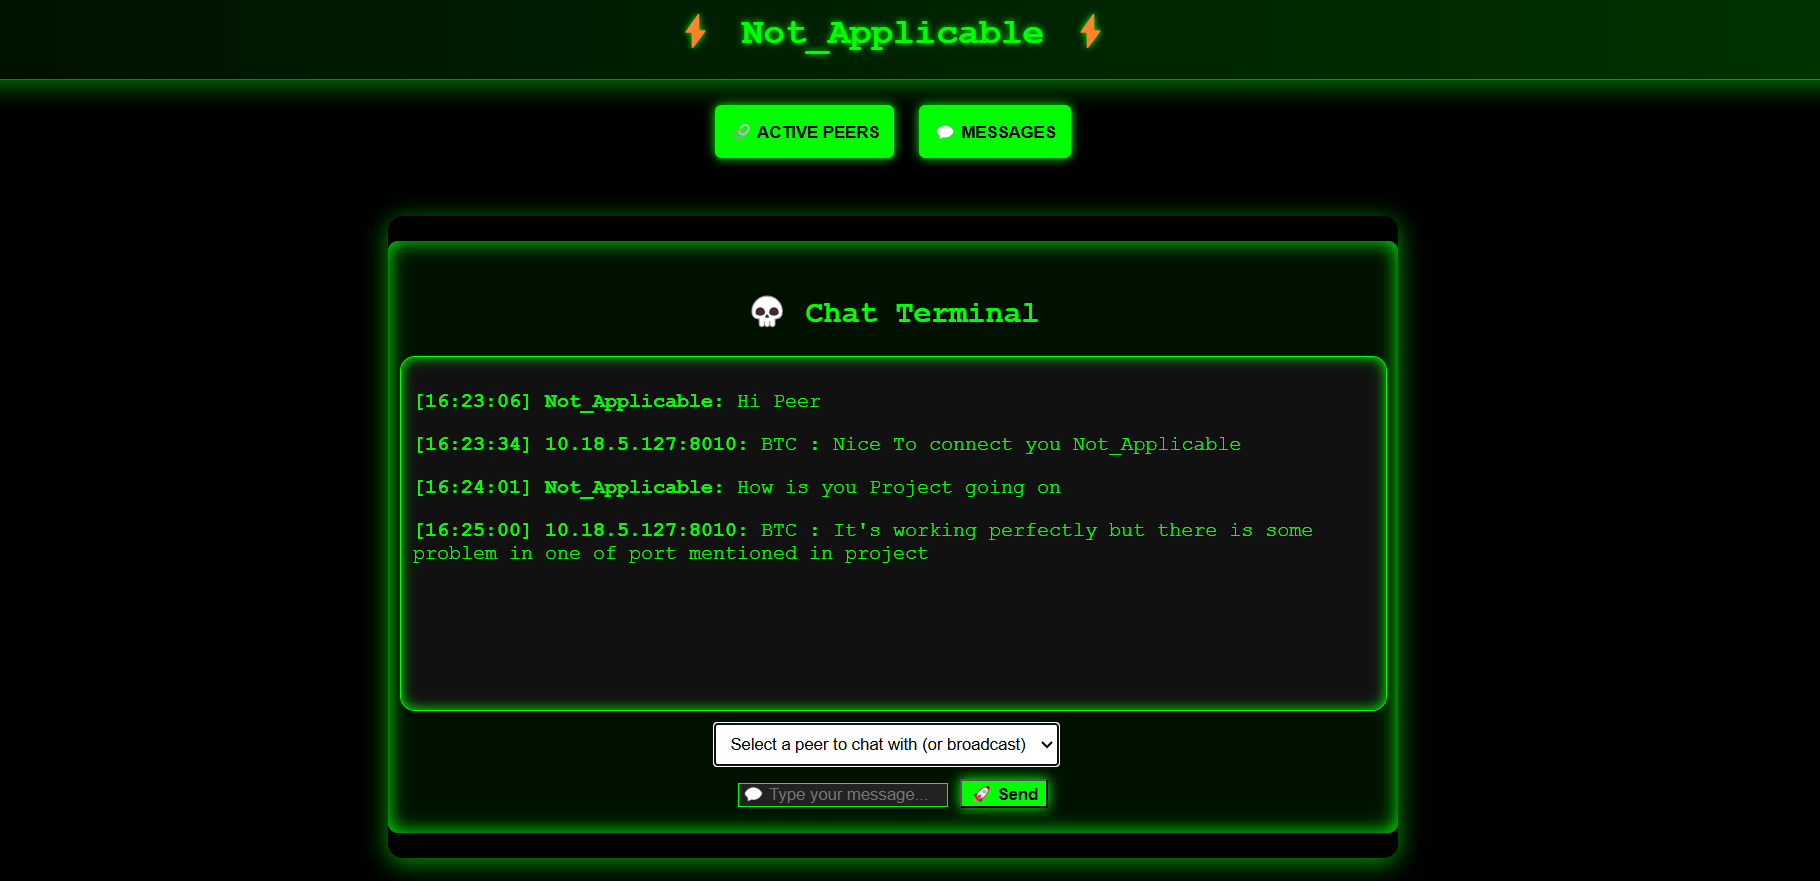 ⚡ Not_Applicable ⚡
🔗 ACTIVE PEERS
💬 MESSAGES
💀 Chat Terminal
[16:23:06] Not_Applicable: Hi Peer
[16:23:34] 10.18.5.127:8010: BTC : Nice To connect you Not_Applicable
[16:24:01] Not_Applicable: How is you Project going on
[16:25:00] 10.18.5.127:8010: BTC : It's working perfectly but there is some
problem in one of port mentioned in project
Select a peer to chat with (or broadcast)
💬 Type your message...
🚀 Send